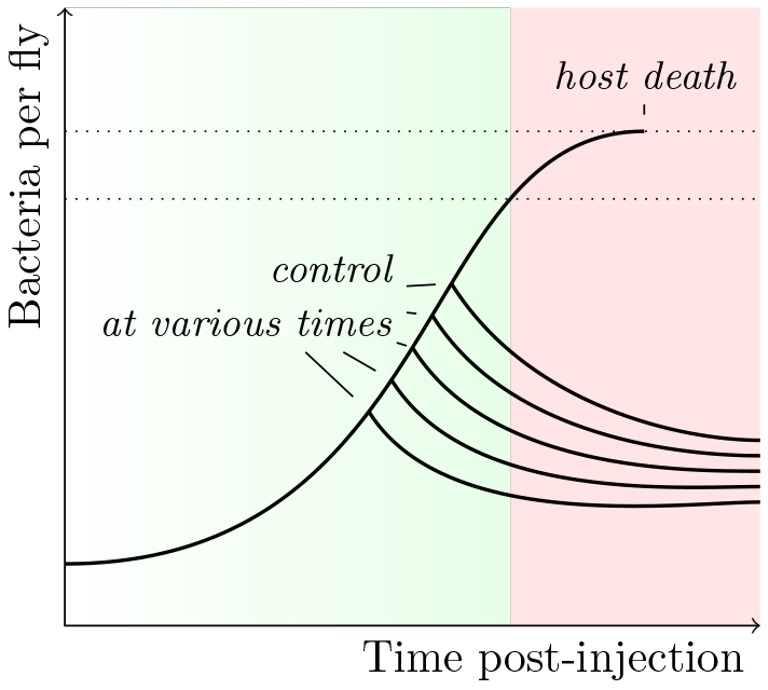 Bacteria per fly
host death
control
at various times
Time post-injection